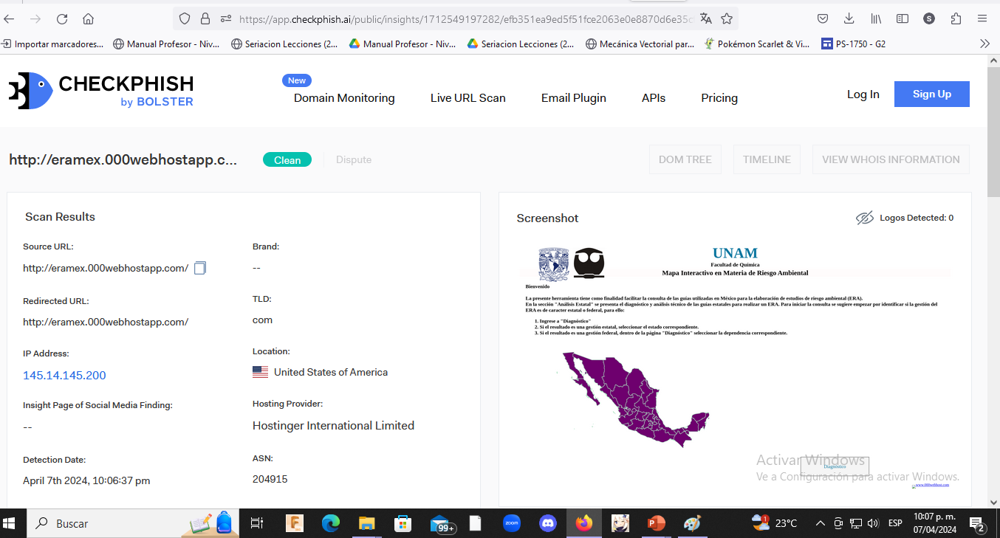 https://app.checkphish.ai/public/insights/1712549197282/efb351ea9ed5f51fce2063e0e8870d6e35c
S
Importar marcadores...
Manual Profesor - Niv...
Seriacion Lecciones (2...
Manual Profesor - Niv...
Seriacion Lecciones (2...
Mecánica Vectorial par...
Pokémon Scarlet & Vi...
PS-1750 - G2
CHECKPHISH
by BOLSTER
New
Domain Monitoring
Live URL Scan
Email Plugin
APIs
Pricing
Log In
Sign Up
http://eramex.000webhostapp.c...
Clean
Dispute
DOM TREE
TIMELINE
VIEW WHOIS INFORMATION
Scan Results
Source URL:
http://eramex.000webhostapp.com/
Brand:
--
Redirected URL:
http://eramex.000webhostapp.com/
TLD:
com
IP Address:
145.14.145.200
Location:
United States of America
Insight Page of Social Media Finding:
--
Hosting Provider:
Hostinger International Limited
Detection Date:
April 7th 2024, 10:06:37 pm
ASN:
204915
Screenshot
Logos Detected: 0
UNAM
Facultad de Química
Mapa Interactivo en Materia de Riesgo Ambiental
Bienvenido
La presente herramienta tiene como finalidad facilitar la consulta de las guías utilizadas en México para la elaboración de estudios de riesgo ambiental (ERA).
En la sección "Análisis Estatal" se presenta el diagnóstico y análisis técnico de las guías estatales para realizar un ERA. Para iniciar la consulta se sugiere empezar por identificar si la gestión del
ERA es de caracter estatal o federal, para ello:
1. Ingrese a "Diagnóstico"
2. Si el resultado es una gestión estatal, seleccionar el estado correspondiente.
3. Si el resultado es una gestión federal, dentro de la página "Diagnóstico" seleccionar la dependencia correspondiente.
Diagnóstico
www.000webhost.com
Activar Windows
Ve a Configuración para activar Windows.
Buscar
99+
zoom
1
23°C
ESP
10:07 p. m.
07/04/2024
2